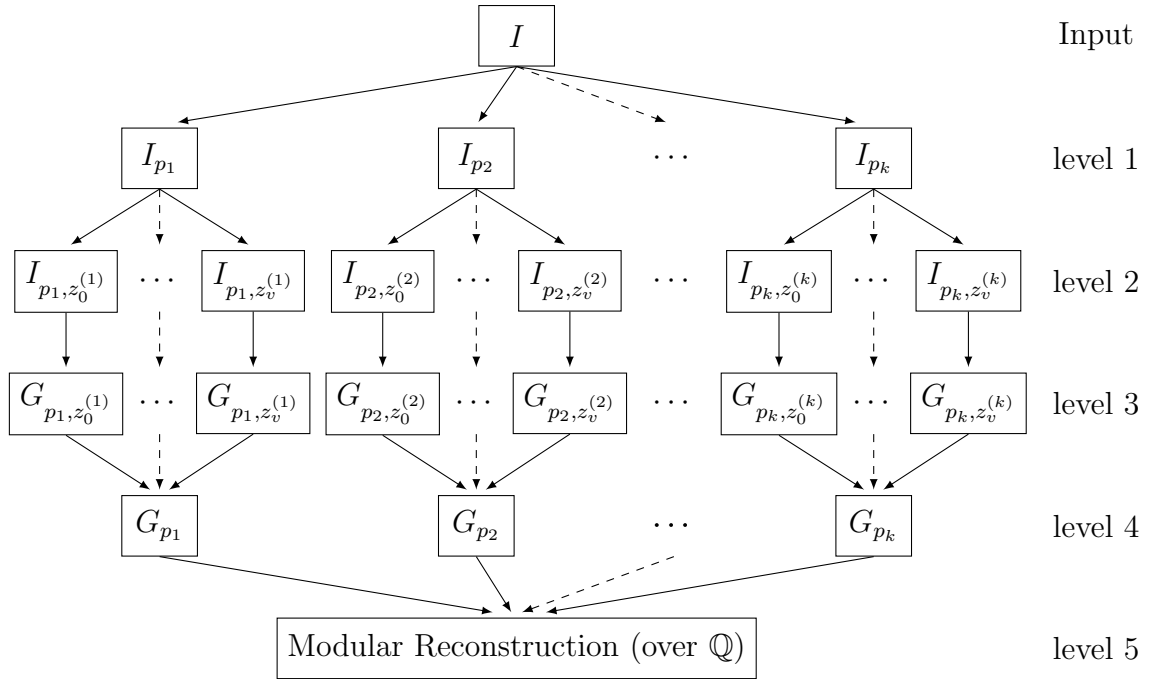 I Input
I_{p_1} I_{p_2} ⋯ I_{p_k} level 1
I_{p_1,z_0^{(1)}} ⋯ I_{p_1,z_v^{(1)}} I_{p_2,z_0^{(2)}} ⋯ I_{p_2,z_v^{(2)}} ⋯ I_{p_k,z_0^{(k)}} ⋯ I_{p_k,z_v^{(k)}} level 2
G_{p_1,z_0^{(1)}} ⋯ G_{p_1,z_v^{(1)}} G_{p_2,z_0^{(2)}} ⋯ G_{p_2,z_v^{(2)}} ⋯ G_{p_k,z_0^{(k)}} ⋯ G_{p_k,z_v^{(k)}} level 3
G_{p_1} G_{p_2} ⋯ G_{p_k} level 4
Modular Reconstruction (over ℚ) level 5